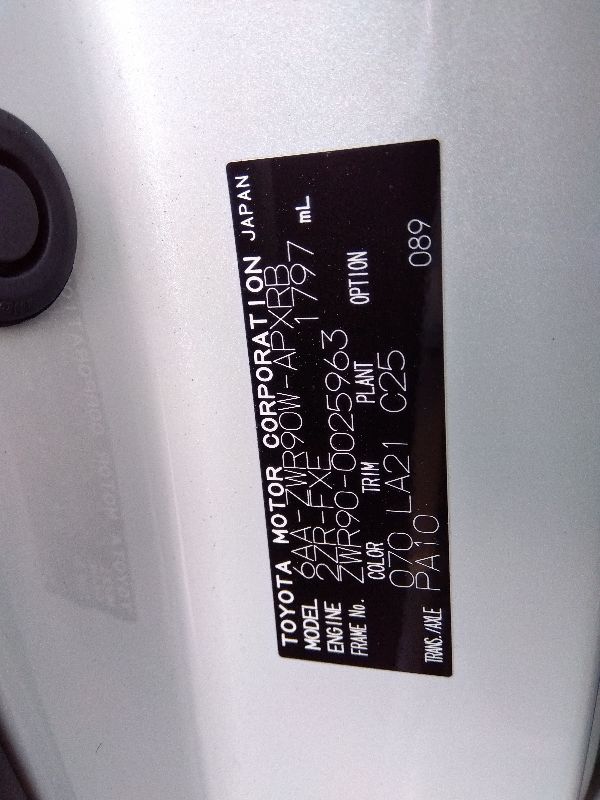 TOYOTA MOTOR CORPORATION JAPAN
MODEL 6AA-ZWR90W-APXRB
ENGINE 2ZR-FXE 1797 mL
FRAME No. ZWR90-0025963
COLOR TRIM PLANT OPTION
070 LA21 C25 089
TRANS./AXLE PA10